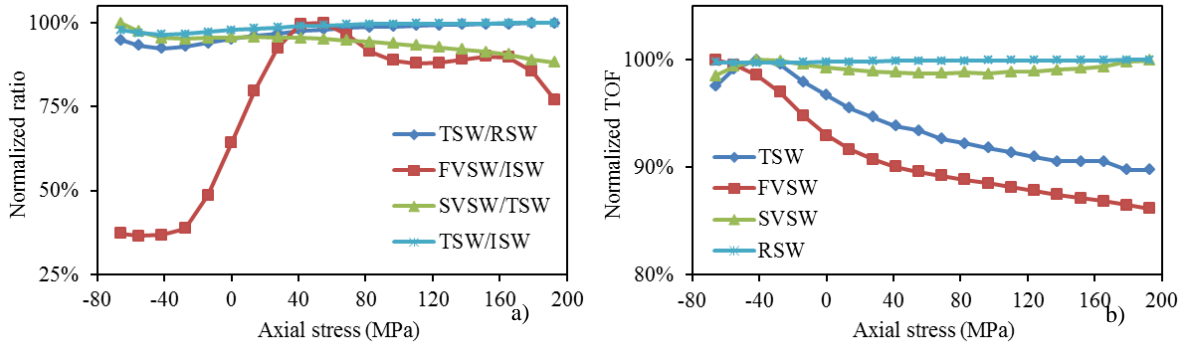 100%
75%
50%
25%
Normalized ratio
TSW/RSW
FVSW/ISW
SVSW/TSW
TSW/ISW
-80 -40 0 40 80 120 160 200
Axial stress (MPa)
a)
100%
90%
80%
Normalized TOF
TSW
FVSW
SVSW
RSW
-80 -40 0 40 80 120 160 200
Axial stress (MPa)
b)